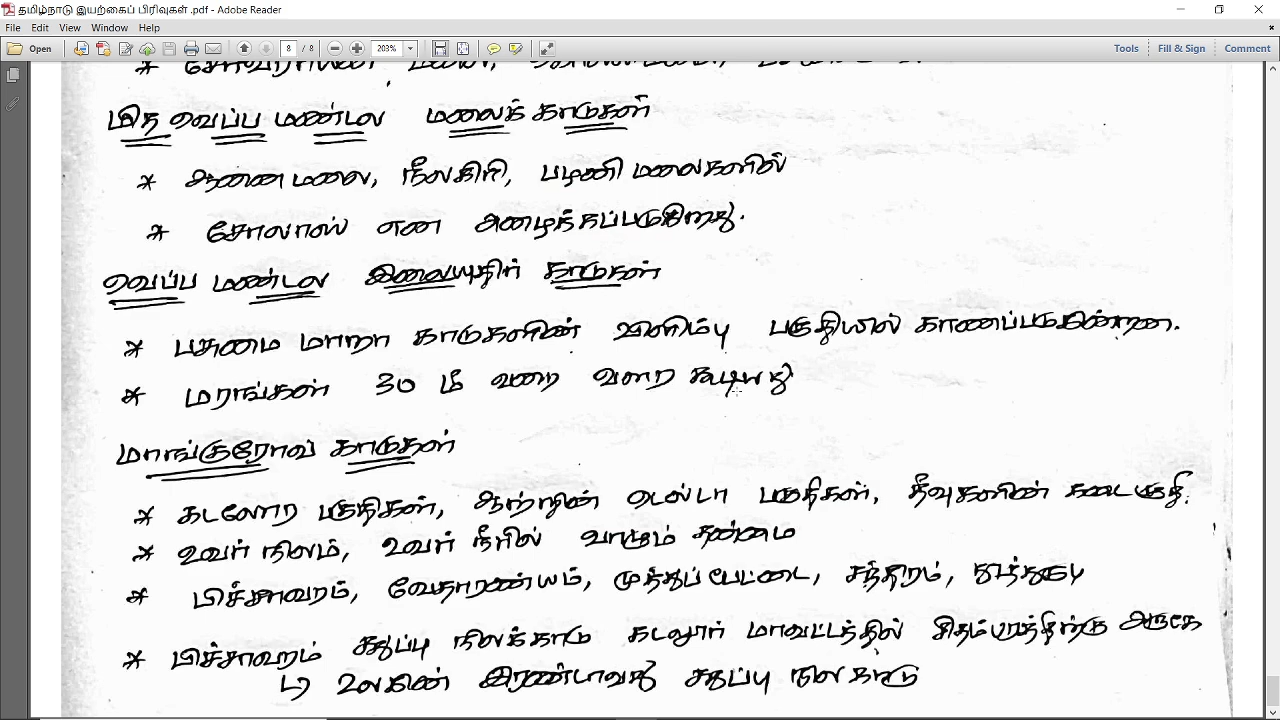 தமிழ்நாடு இயற்கைப் பிரிவுகள் .pdf - Adobe Reader
File Edit View Window Help
Open 8 / 8 203% Tools Fill & Sign Comment
மித வெப்ப மண்டல மலைக் காடுகள்
* ஆனை மலை, நீலகிரி, பழனி மலைகளில்
* சோலாஸ் என அழைக்கப்படுகிறது.
வெப்ப மண்டல இலையுதிர் காடுகள்
* பசுமை மாறா காடுகளின் விளிம்பு பகுதியில் காணப்படுகின்றன.
* மரங்கள் 30 மீ வரை வளர கூடியது
மாங்குரோவ் காடுகள்
* கடலோர பகுதிகள், ஆற்றின் டெல்டா பகுதிகள், தீவுகளின் கடைபகுதி.
* உவர் நிலம், உவர் நீரில் வாழும் தன்மை
* பிச்சாவரம், வேதாரண்யம், முத்துப்பேட்டை, சத்திரம், தூத்துகுடி
* பிச்சாவரம் சதுப்பு நிலக்காடு கடலூர் மாவட்டத்தில் சிதம்பரத்திற்கு அருகே
உலகின் இரண்டாவது சதுப்பு நில காடு